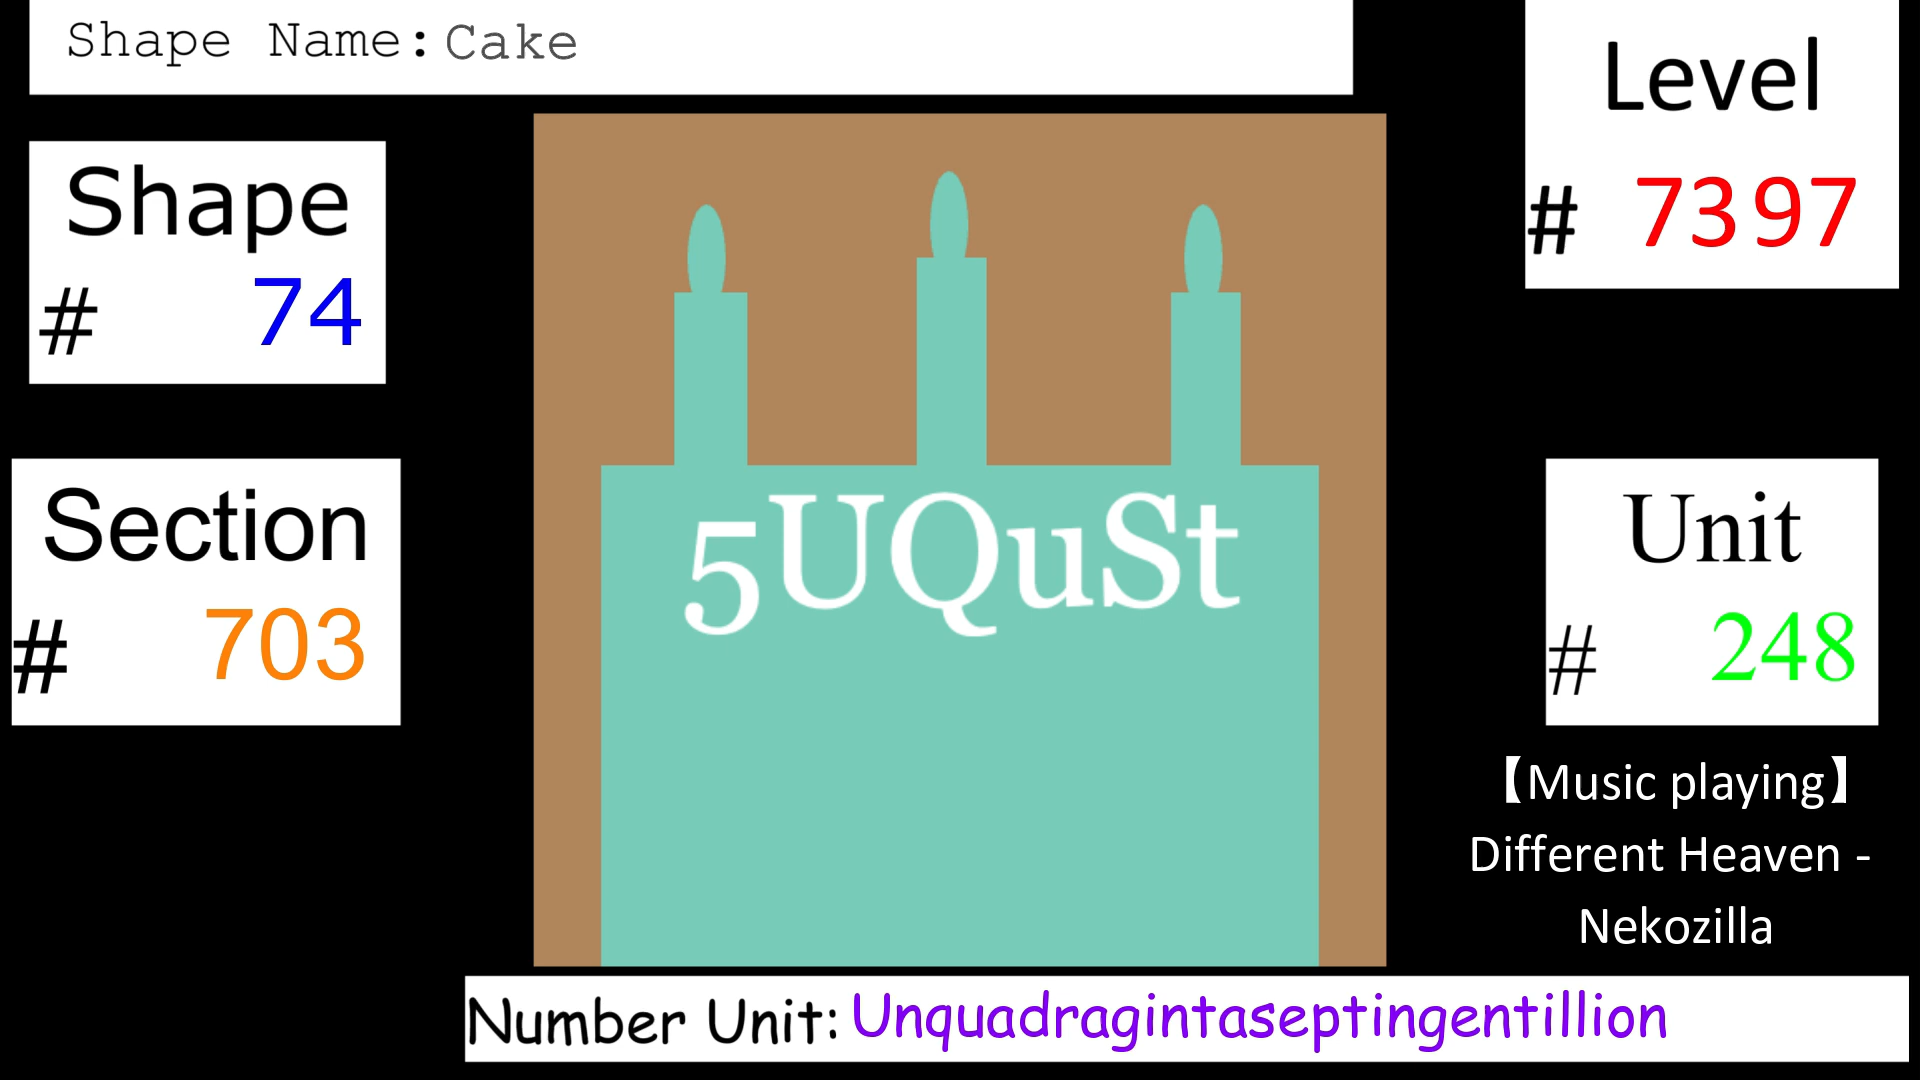 Shape Name: Cake
Level
# 7397
Shape
# 74
5UQuSt
Section
# 703
Unit
# 248
【Music playing】
Different Heaven -
Nekozilla
Number Unit: Unquadragintaseptingentillion